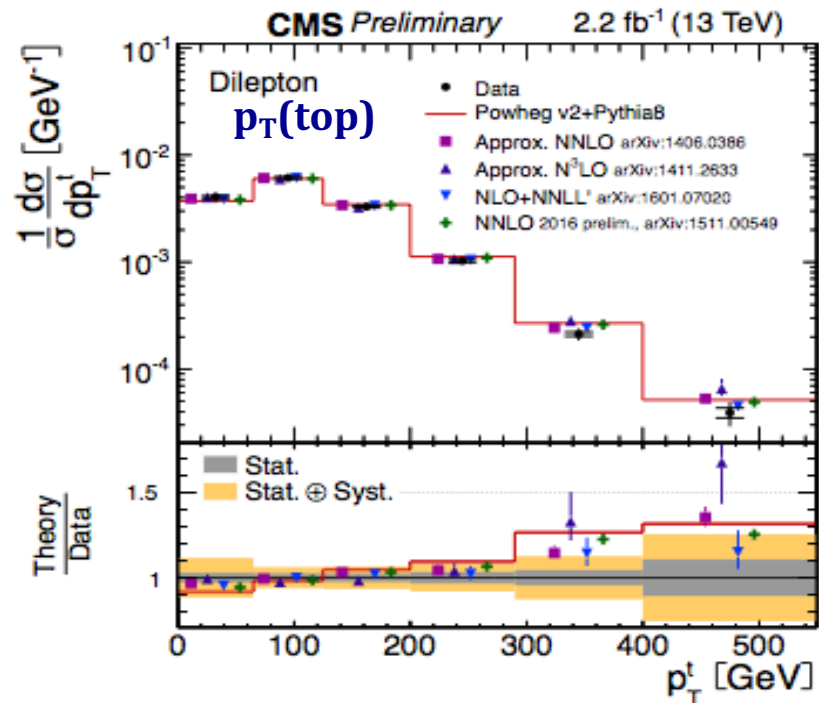 CMS Preliminary 2.2 fb⁻¹ (13 TeV)
1/σ dσ/dp_T^t [GeV⁻¹]
10⁻¹
10⁻²
10⁻³
10⁻⁴
Dilepton
p_T(top)
Data
Powheg v2+Pythia8
Approx. NNLO arXiv:1406.0386
Approx. N³LO arXiv:1411.2633
NLO+NNLL' arXiv:1601.07020
NNLO 2016 prelim., arXiv:1511.00549
Theory/Data
1.5
1
Stat.
Stat. ⊕ Syst.
0 100 200 300 400 500
p_T^t [GeV]